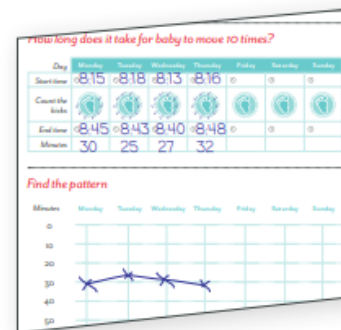 How long does it take for baby to move 10 times?
Day Monday Tuesday Wednesday Thursday Friday Saturday Sunday
Start time 8:15 8:18 8:13 8:16
Count the kicks
End time 8:45 8:43 8:40 8:48
Minutes 30 25 27 32
Find the pattern
Minutes Monday Tuesday Wednesday Thursday Friday Saturday Sunday
0
10
20
30
40
50